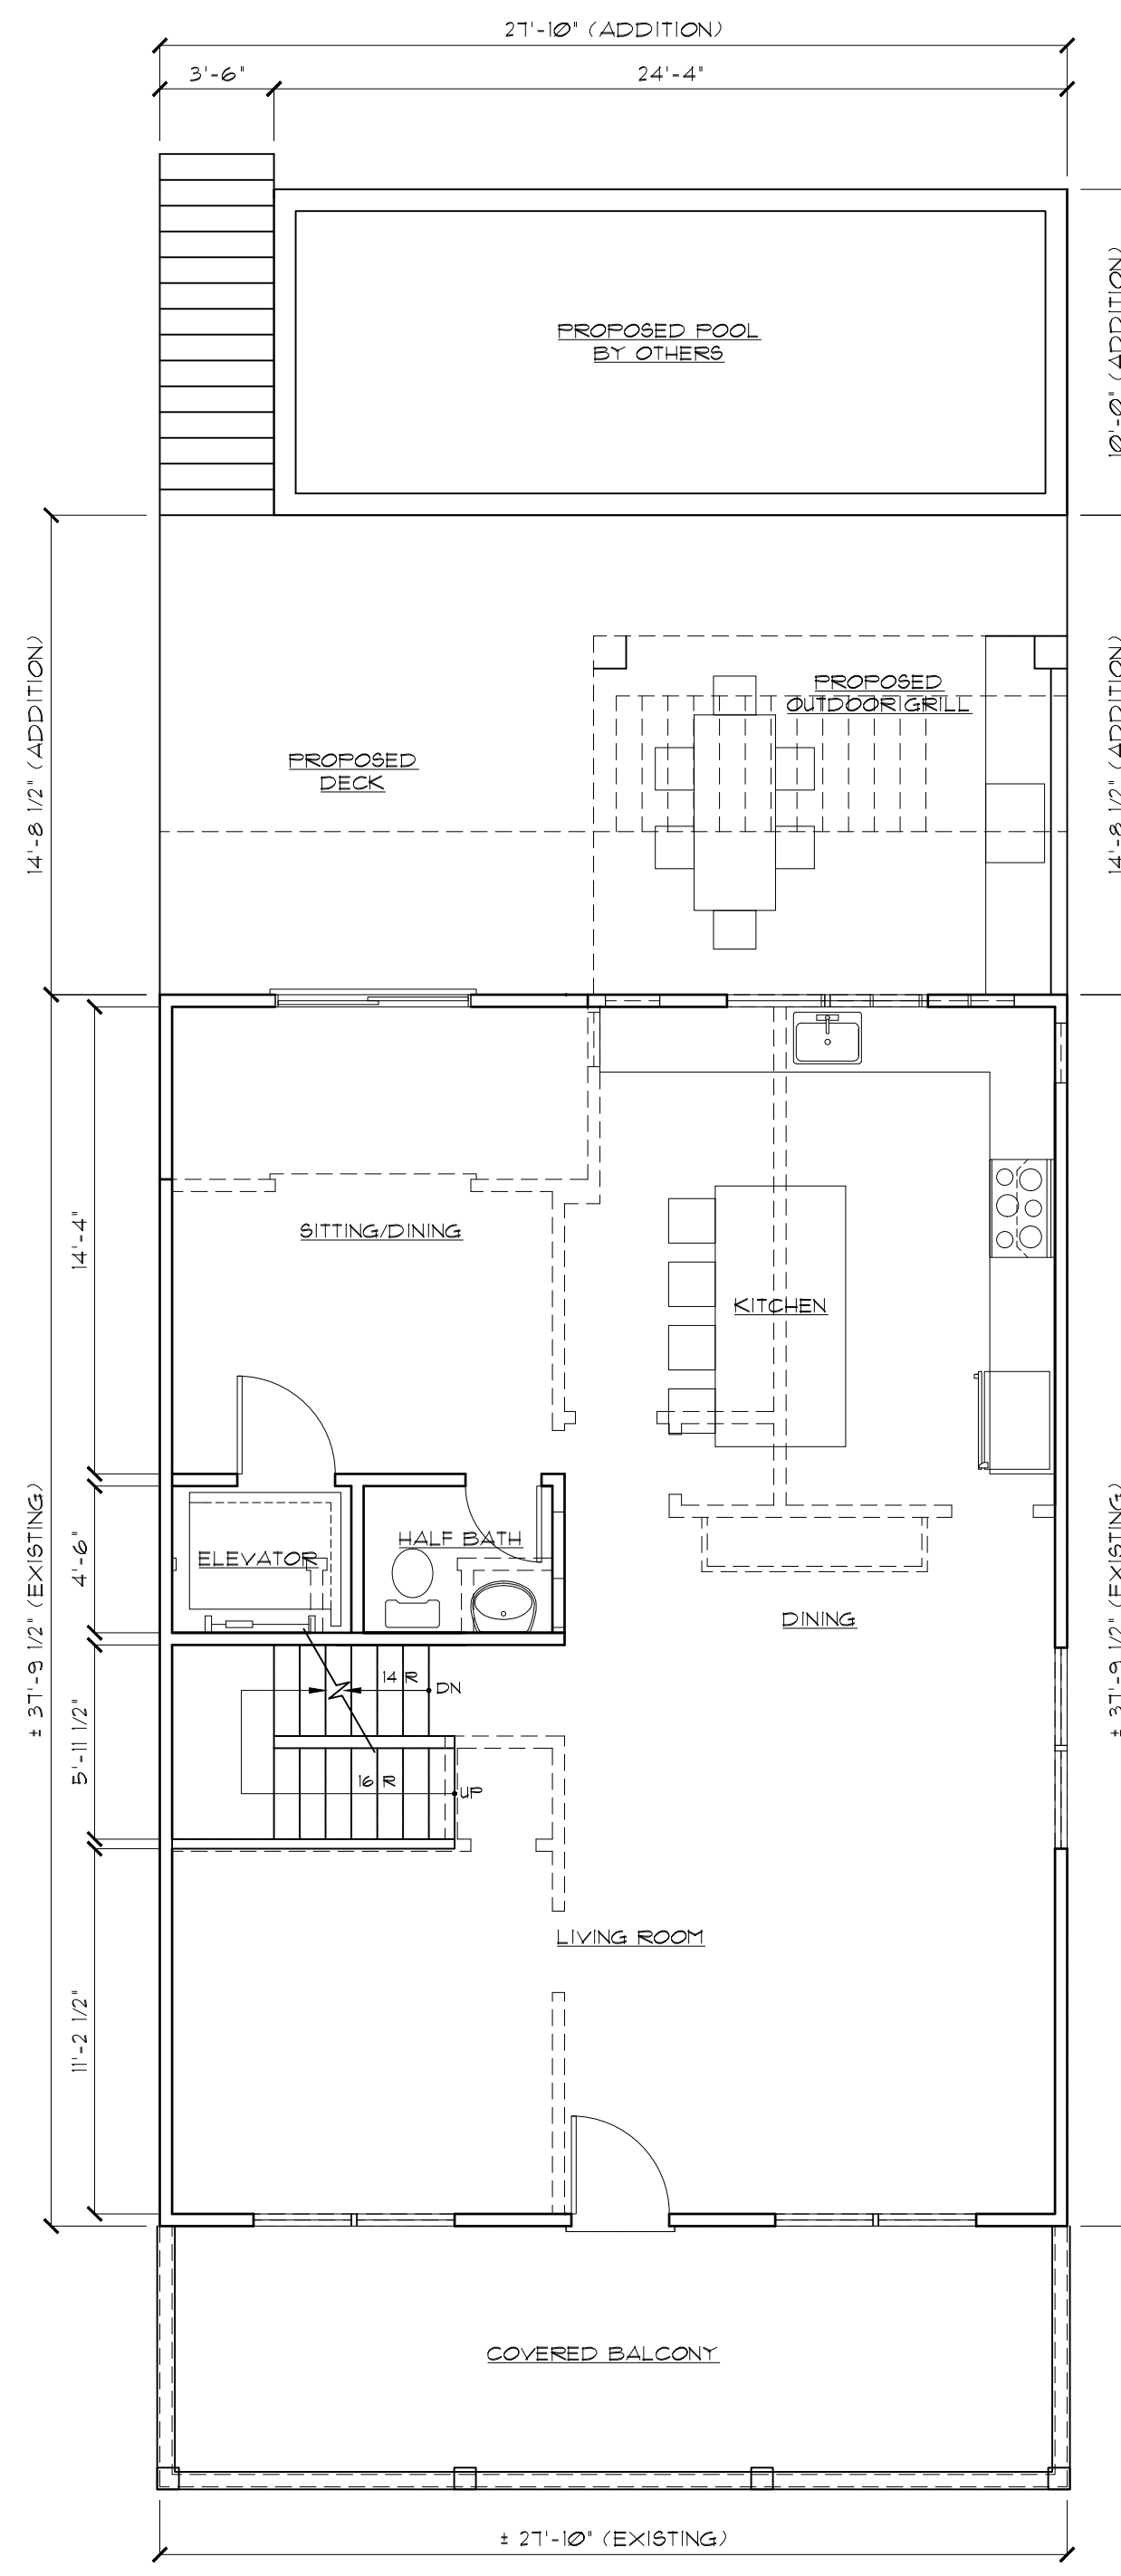 27'-10" (ADDITION)
3'-6"
24'-4"
10'-0" (ADDITION)
PROPOSED POOL
BY OTHERS
14'-8 1/2" (ADDITION)
14'-8 1/2" (ADDITION)
PROPOSED
OUTDOOR GRILL
PROPOSED
DECK
14'-4"
SITTING/DINING
KITCHEN
± 37'-9 1/2" (EXISTING)
± 37'-9 1/2" (EXISTING)
4'-6"
ELEVATOR
HALF BATH
DINING
5'-11 1/2"
14 R
DN
16 R
UP
LIVING ROOM
11'-2 1/2"
COVERED BALCONY
± 27'-10" (EXISTING)